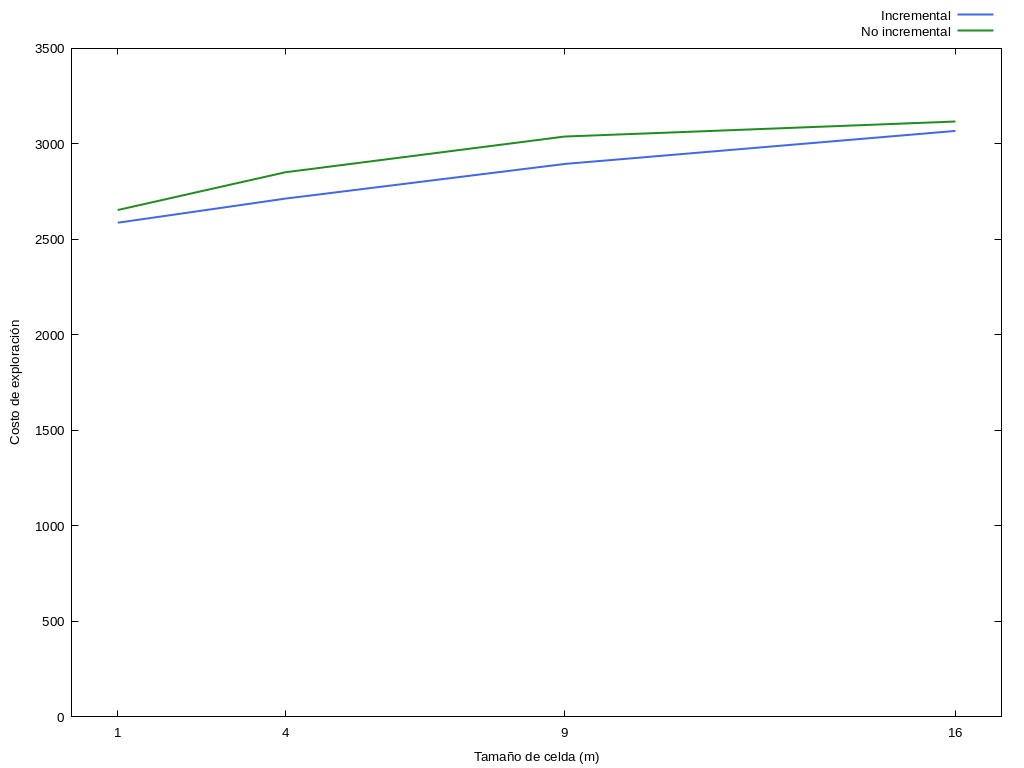 Incremental
No incremental
3500
3000
2500
2000
1500
1000
500
0
Costo de exploración
1 4 9 16
Tamaño de celda (m)